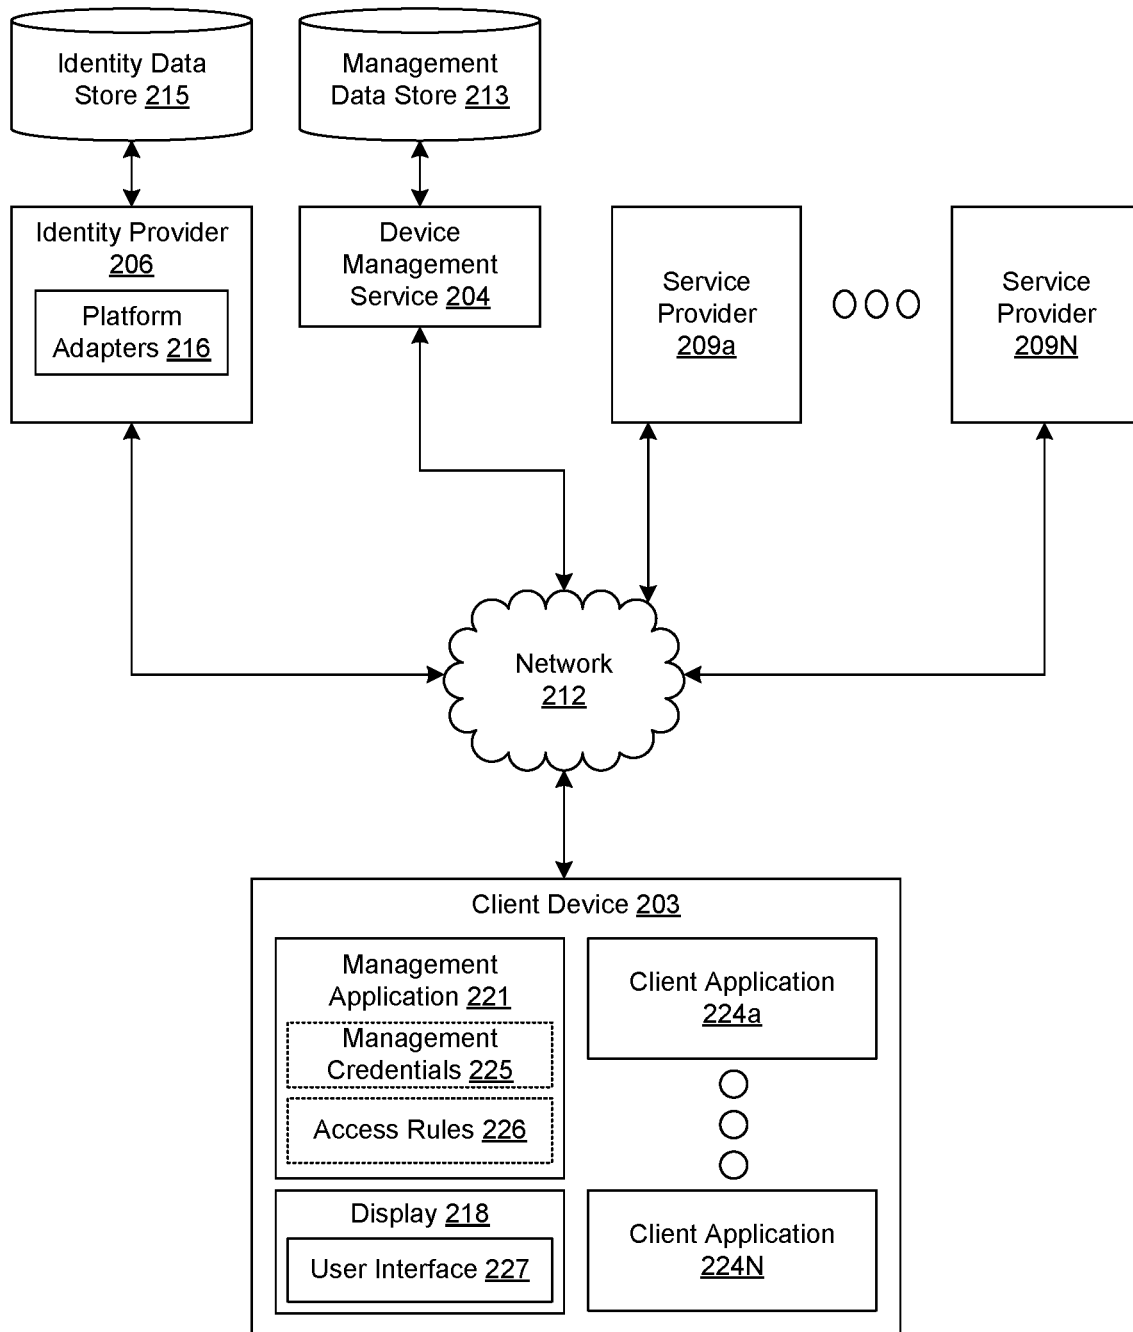 Identity Data
Store 215
Management
Data Store 213
Identity Provider
206
Platform
Adapters 216
Device
Management
Service 204
Service
Provider
209a
Service
Provider
209N
Network
212
Client Device 203
Management
Application 221
Management
Credentials 225
Access Rules 226
Display 218
User Interface 227
Client Application
224a
Client Application
224N